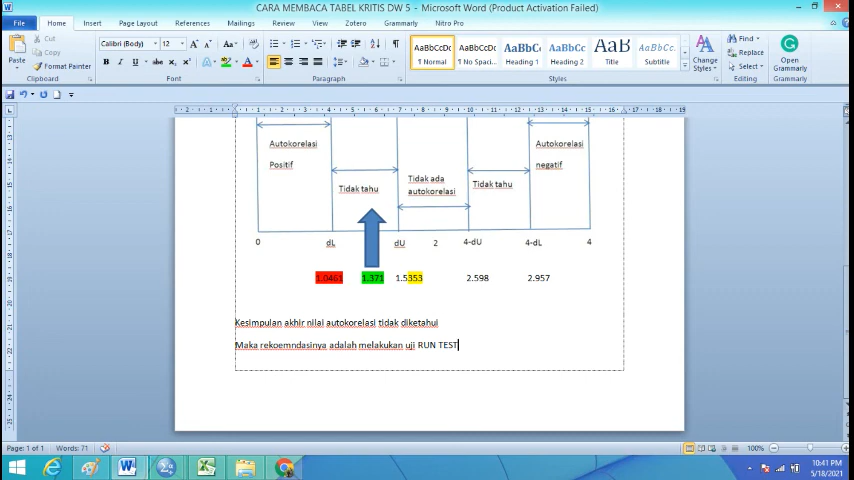 CARA MEMBACA TABEL KRITIS DW 5 - Microsoft Word (Product Activation Failed)
File Home Insert Page Layout References Mailings Review View Zotero Grammarly Nitro Pro
Cut
Copy
Format Painter
Paste
Clipboard
Calibri (Body) 12
Font
Paragraph
AaBbCcDc AaBbCcDc AaBbCc AaBbCc AaBb AaBbCc.
¶ Normal ¶ No Spaci... Heading 1 Heading 2 Title Subtitle
Change Styles
Styles
Find
Replace
Select
Editing
Open Grammarly
Grammarly
Autokorelasi Positif
Tidak tahu
Tidak ada autokorelasi
Tidak tahu
Autokorelasi negatif
0 dL dU 2 4-dU 4-dL 4
1.0461 1.371 1.5353 2.598 2.957
Kesimpulan akhir nilai autokorelasi tidak diketahui
Maka rekoemndasinya adalah melakukan uji RUN TEST
Page: 1 of 1 Words: 71 100%
10:41 PM
5/18/2021